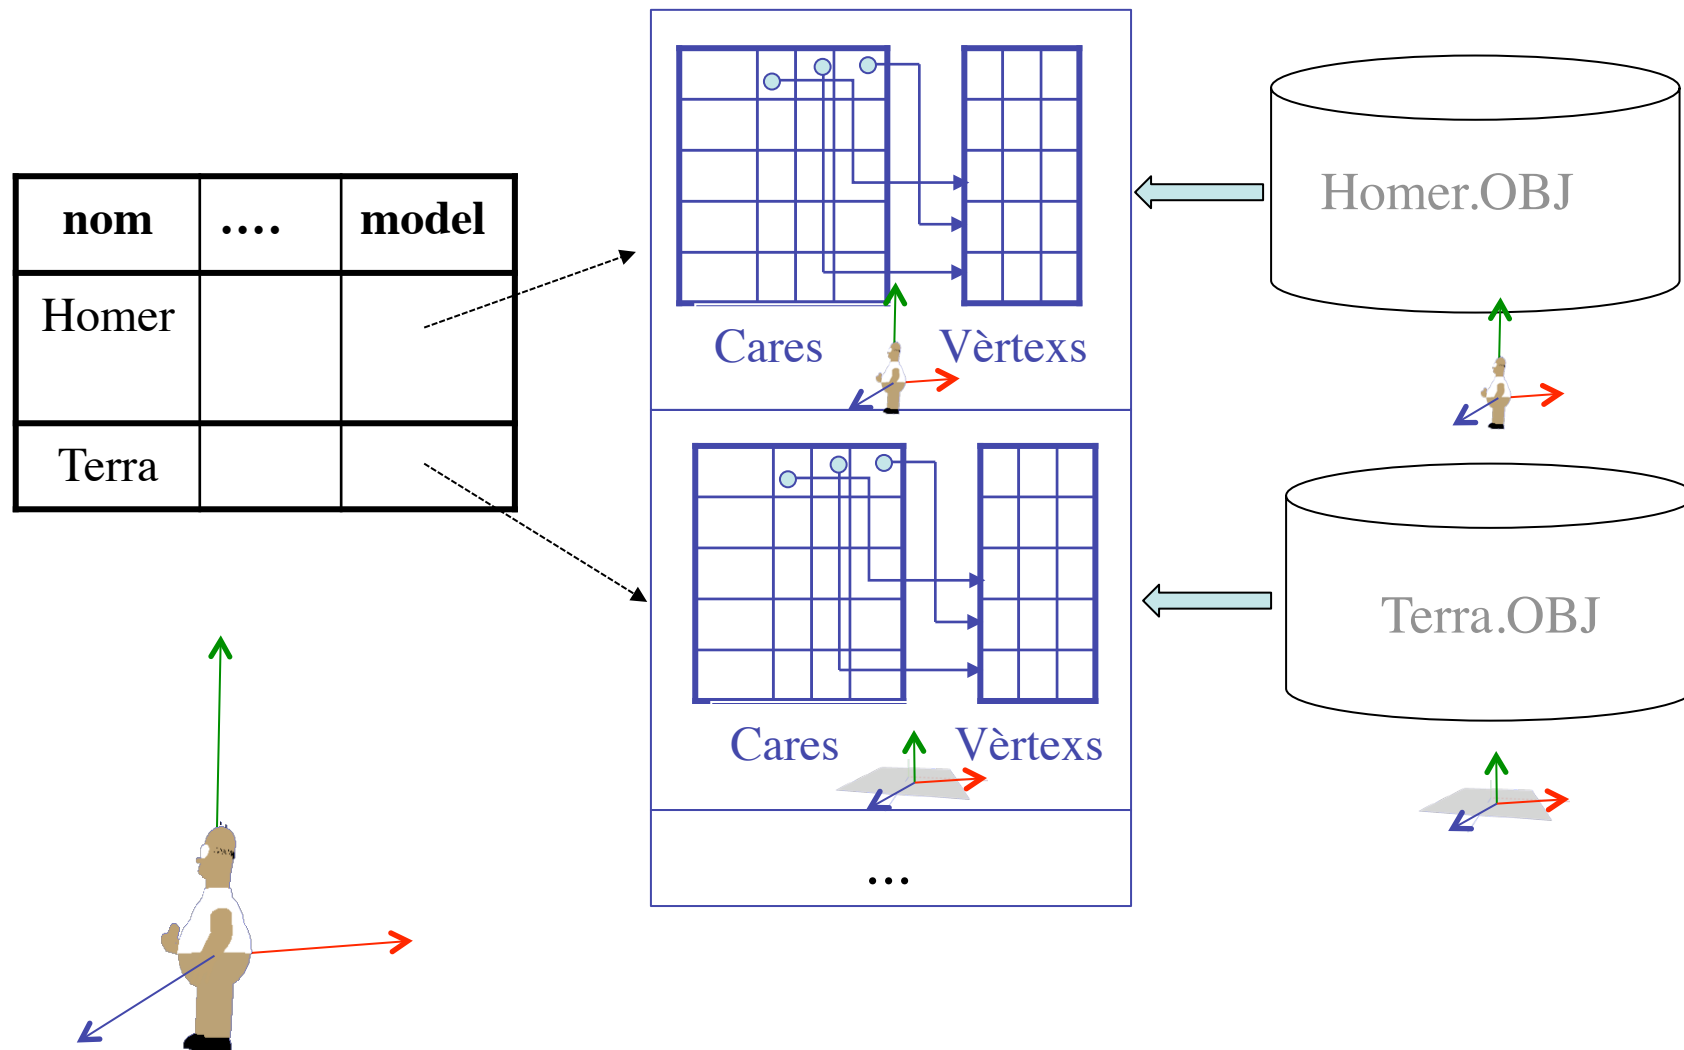 nom .... model
Homer
Terra
Cares Vèrtexs
Cares Vèrtexs
...
Homer.OBJ
Terra.OBJ